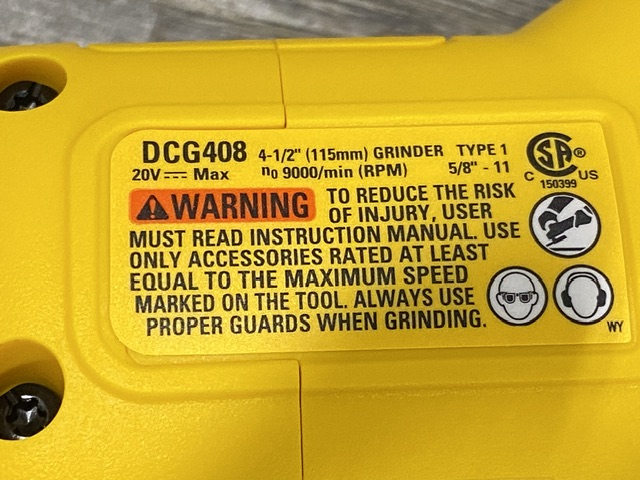 DCG408 4-1/2" (115mm) GRINDER TYPE 1
20V⎓ Max n₀ 9000/min (RPM) 5/8" - 11
SA®
C US
150399
WARNING TO REDUCE THE RISK
OF INJURY, USER
MUST READ INSTRUCTION MANUAL. USE
ONLY ACCESSORIES RATED AT LEAST
EQUAL TO THE MAXIMUM SPEED
MARKED ON THE TOOL. ALWAYS USE
PROPER GUARDS WHEN GRINDING.
WY